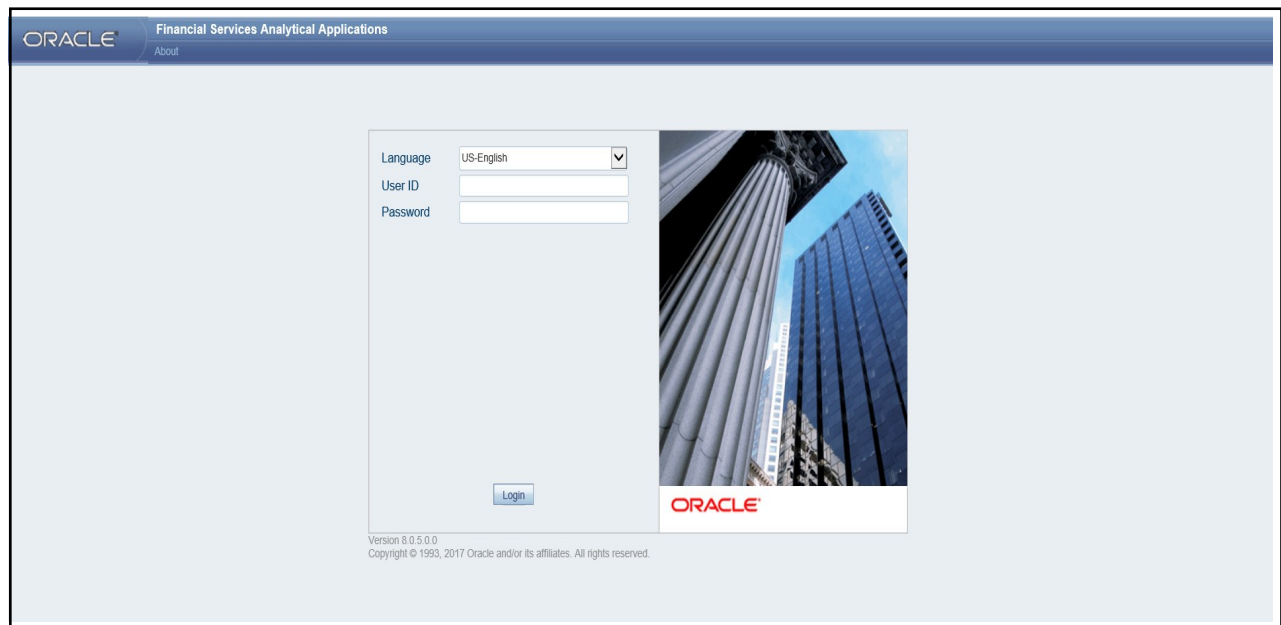 ORACLE®
Financial Services Analytical Applications
About
Language US-English
User ID
Password
Login
ORACLE®
Version 8.0.5.0.0
Copyright © 1993, 2017 Oracle and/or its affiliates. All rights reserved.